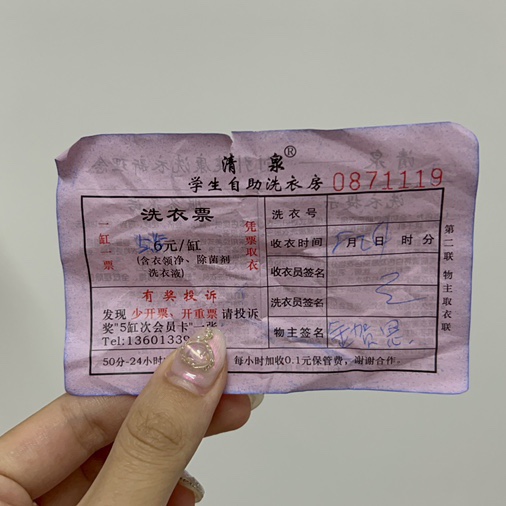 清 泉®
学生自助洗衣房 0871119
洗衣票
一缸一票
6元/缸
(含衣领净、除菌剂
洗衣液)
凭票取衣
有奖投诉
发现 少开票、开重票 请投诉
奖"5缸次会员卡"一张
Tel:13601339
50分-24小时
每小时加收0.1元保管费，谢谢合作。
洗衣号
收衣时间 月 日 时 分
收衣员签名
洗衣员签名
物主签名 金贺恩
第二联 物主取衣联